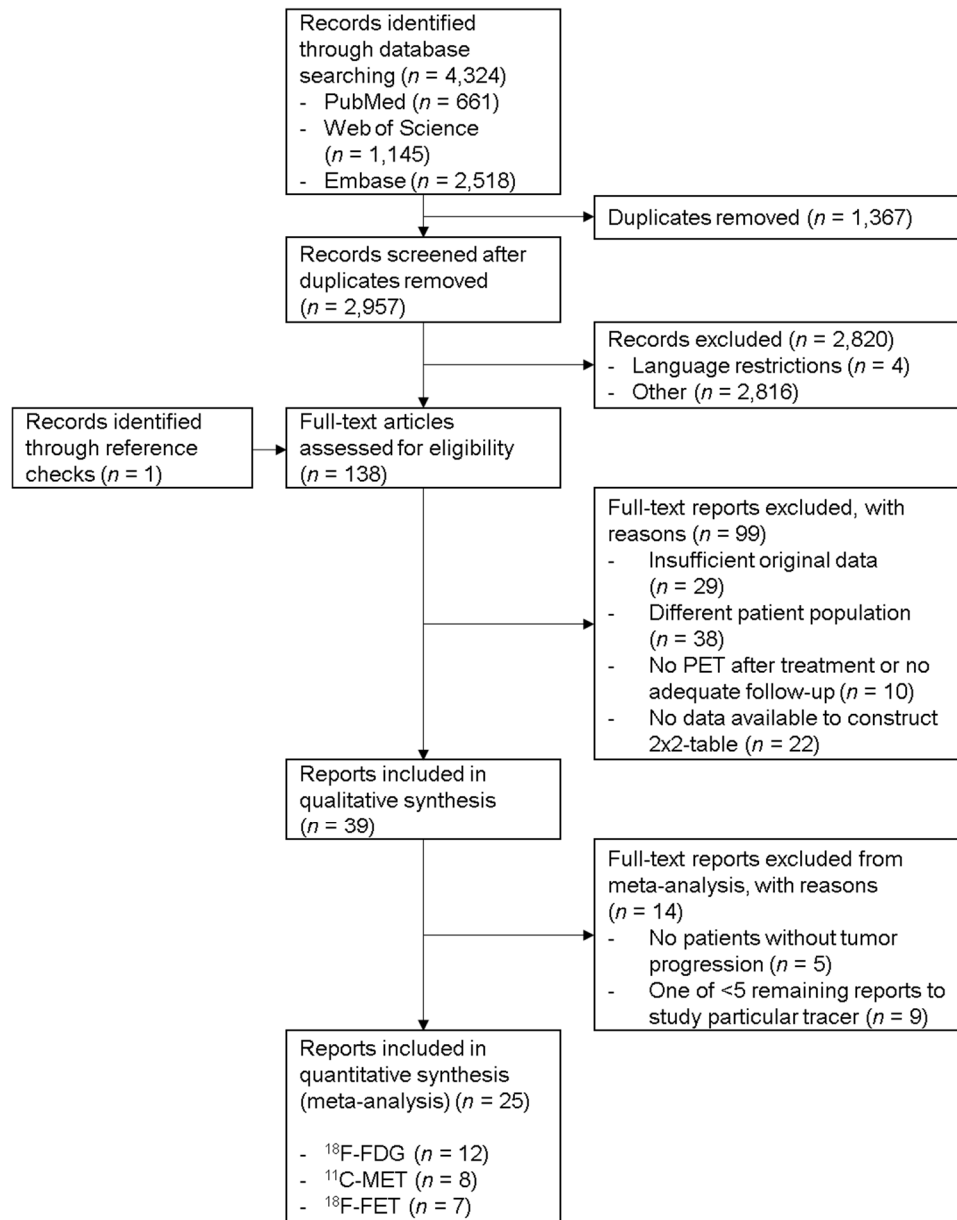 Records identified
through database
searching (n = 4,324)
- PubMed (n = 661)
- Web of Science
(n = 1,145)
- Embase (n = 2,518)
Duplicates removed (n = 1,367)
Records screened after
duplicates removed
(n = 2,957)
Records excluded (n = 2,820)
- Language restrictions (n = 4)
- Other (n = 2,816)
Records identified
through reference
checks (n = 1)
Full-text articles
assessed for eligibility
(n = 138)
Full-text reports excluded, with
reasons (n = 99)
- Insufficient original data
(n = 29)
- Different patient population
(n = 38)
- No PET after treatment or no
adequate follow-up (n = 10)
- No data available to construct
2x2-table (n = 22)
Reports included in
qualitative synthesis
(n = 39)
Full-text reports excluded from
meta-analysis, with reasons
(n = 14)
- No patients without tumor
progression (n = 5)
- One of <5 remaining reports to
study particular tracer (n = 9)
Reports included in
quantitative synthesis
(meta-analysis) (n = 25)
- ¹⁸F-FDG (n = 12)
- ¹¹C-MET (n = 8)
- ¹⁸F-FET (n = 7)